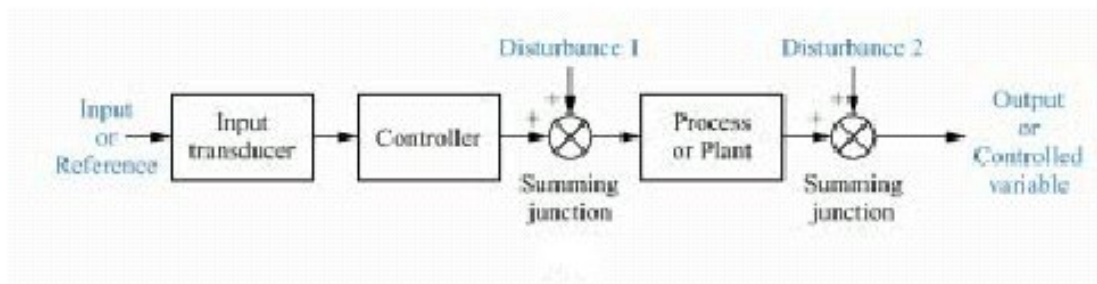 Disturbance 1
Disturbance 2
Input
or
Reference
Input
transducer
Controller
+
+
Summing
junction
Process
or Plant
+
+
Summing
junction
Output
or
Controlled
variable